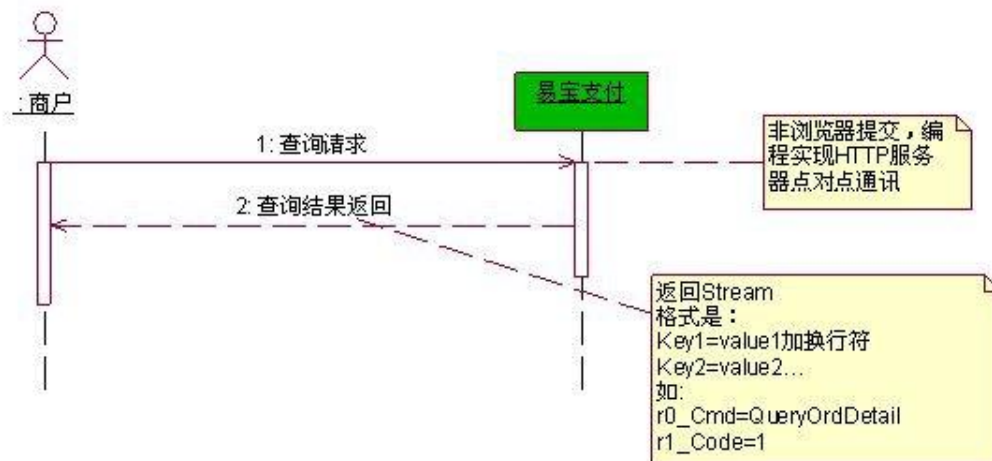 : 商户
易宝支付
1: 查询请求
非浏览器提交，编
程实现HTTP服务
器点对点通讯
2: 查询结果返回
返回Stream
格式是：
Key1=value1加换行符
Key2=value2...
如:
r0_Cmd=QueryOrdDetail
r1_Code=1